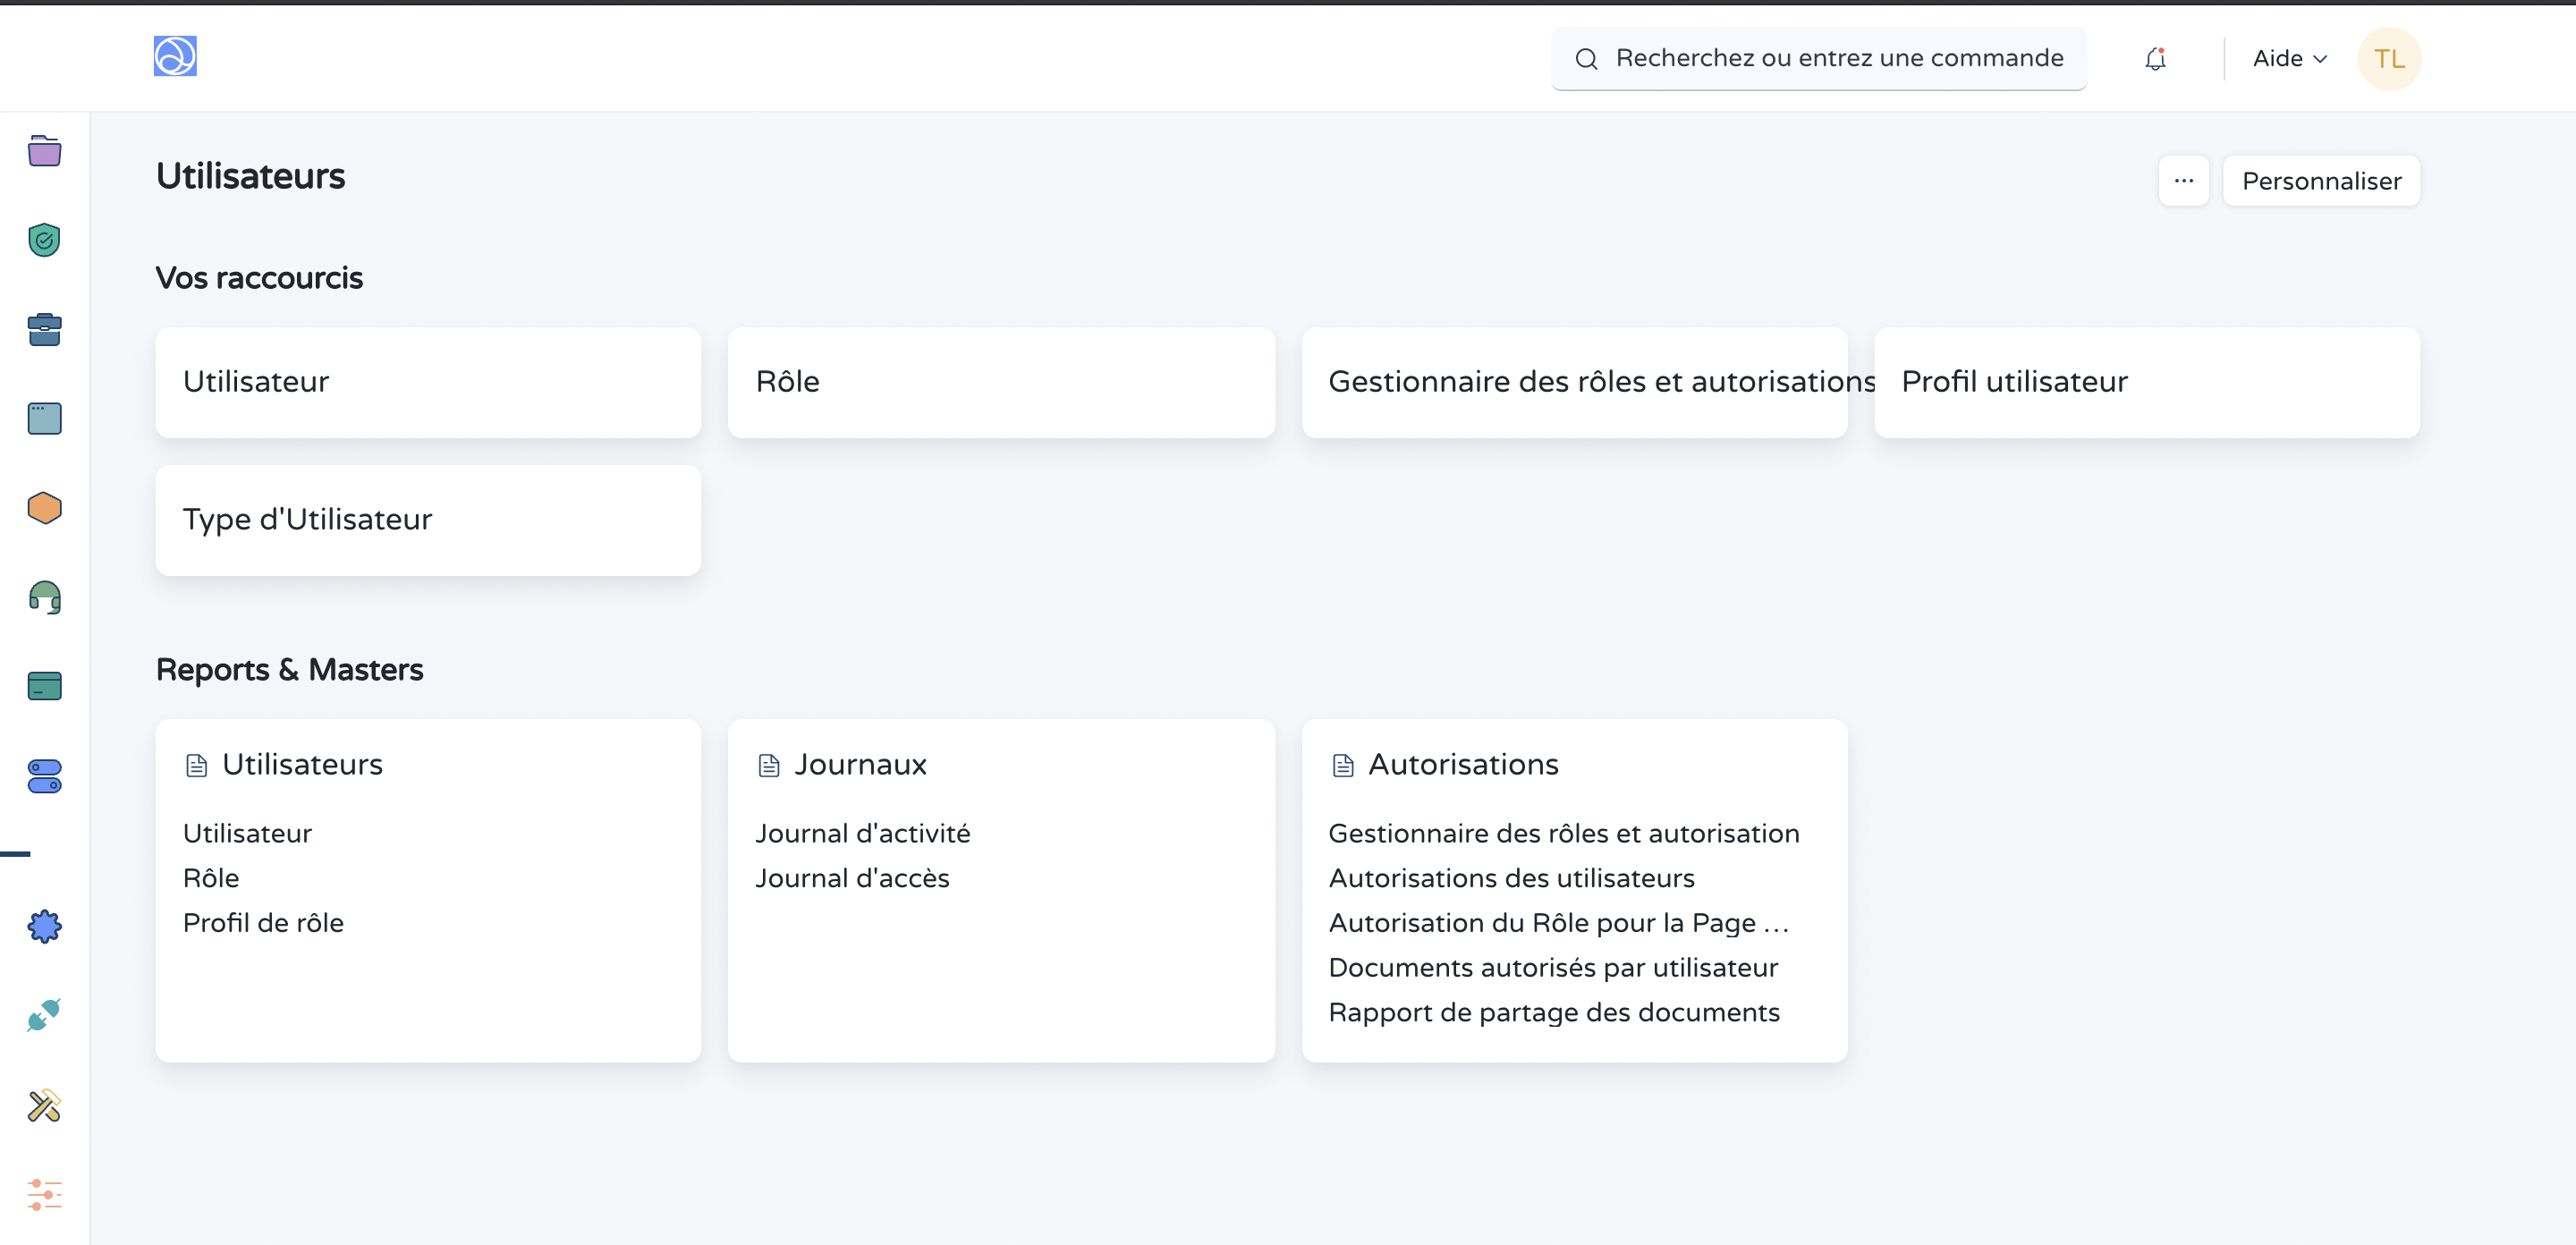 Recherchez ou entrez une commande
Aide
TL
Utilisateurs
Personnaliser
Vos raccourcis
Utilisateur
Rôle
Gestionnaire des rôles et autorisations
Profil utilisateur
Type d'Utilisateur
Reports & Masters
Utilisateurs
Utilisateur
Rôle
Profil de rôle
Journaux
Journal d'activité
Journal d'accès
Autorisations
Gestionnaire des rôles et autorisation
Autorisations des utilisateurs
Autorisation du Rôle pour la Page ...
Documents autorisés par utilisateur
Rapport de partage des documents